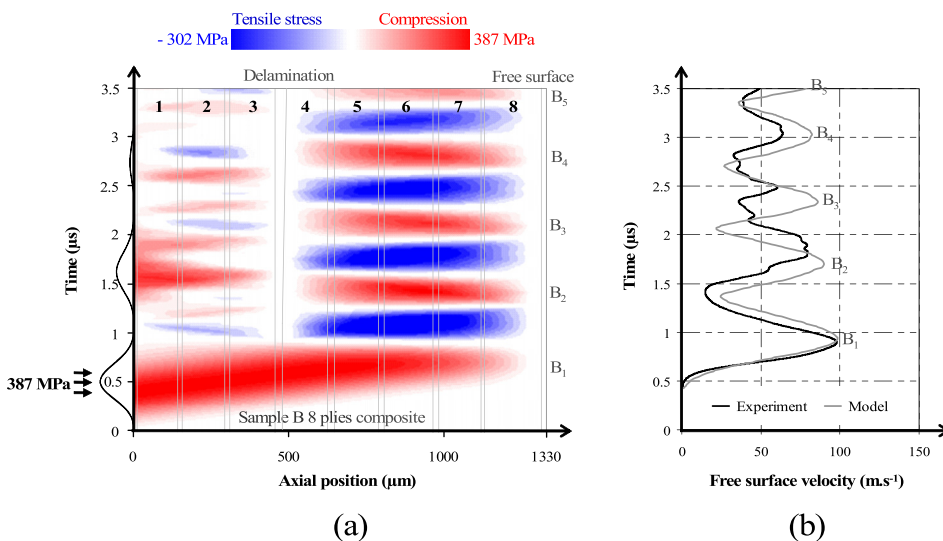 Tensile stress Compression
- 302 MPa 387 MPa
Delamination Free surface
3.5
3
2.5
2
1.5
1
0.5
0
Time (µs)
387 MPa
1 2 3 4 5 6 7 8
B5
B4
B3
B2
B1
Sample B 8 plies composite
0 500 1000 1330
Axial position (µm)
(a)
3.5
3
2.5
2
1.5
1
0.5
0
Time (µs)
B5
B4
B3
B2
B1
Experiment Model
0 50 100 150
Free surface velocity (m.s-1)
(b)